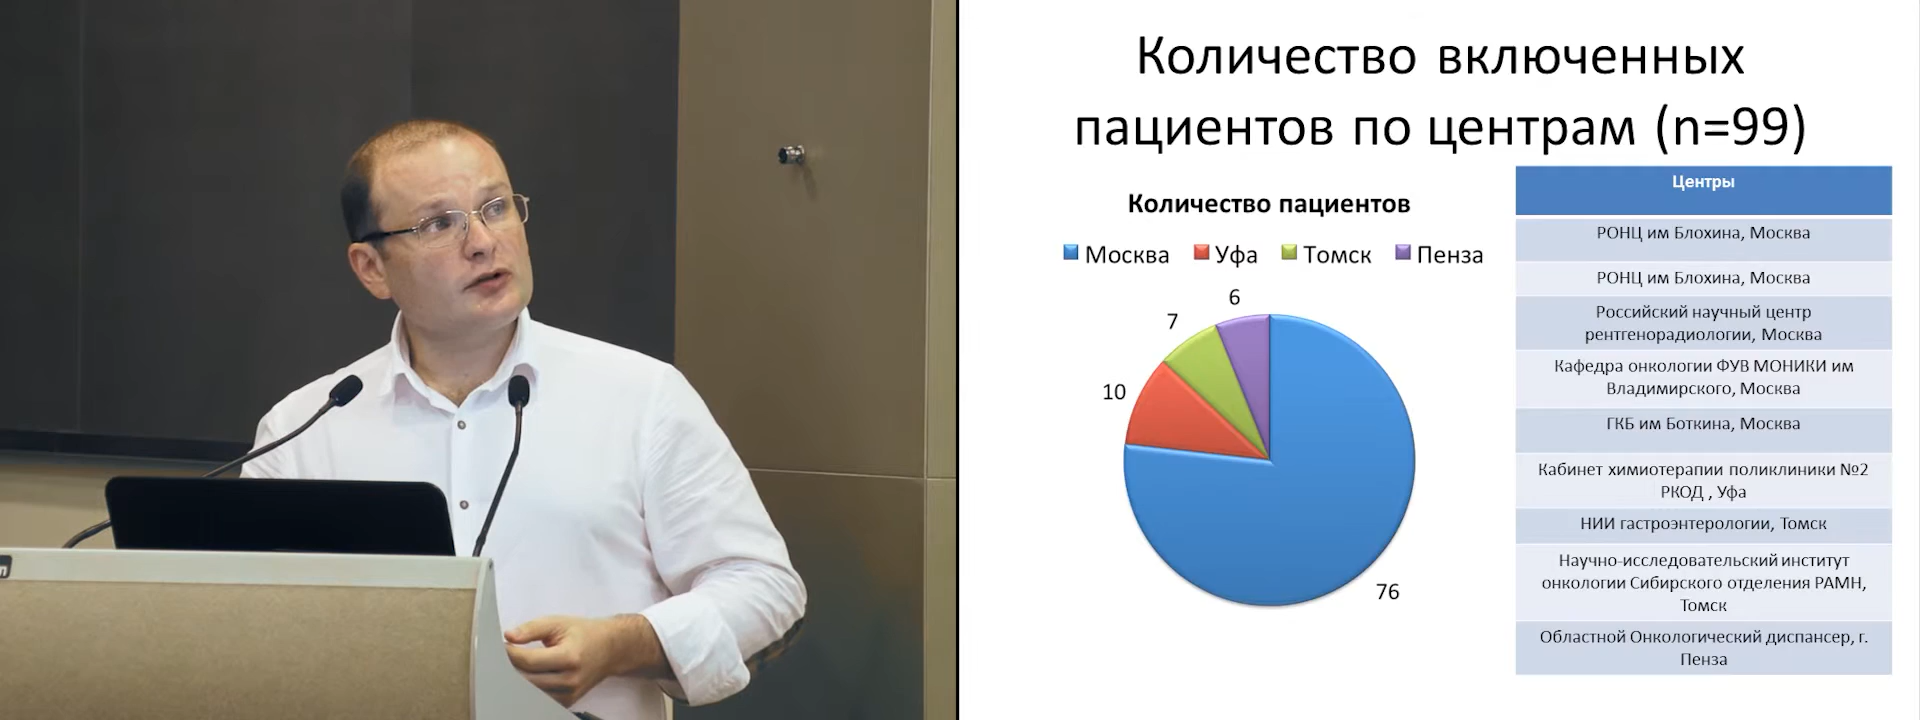 Количество включенных
пациентов по центрам (n=99)
Количество пациентов
Москва Уфа Томск Пенза
6
7
10
76
Центры
РОНЦ им Блохина, Москва
РОНЦ им Блохина, Москва
Российский научный центр
рентгенорадиологии, Москва
Кафедра онкологии ФУВ МОНИКИ им
Владимирского, Москва
ГКБ им Боткина, Москва
Кабинет химиотерапии поликлиники №2
РКОД , Уфа
НИИ гастроэнтерологии, Томск
Научно-исследовательский институт
онкологии Сибирского отделения РАМН,
Томск
Областной Онкологический диспансер, г.
Пенза